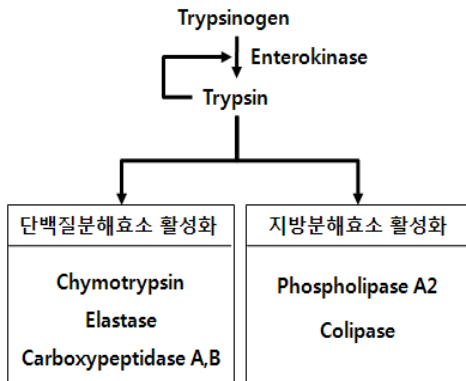 Trypsinogen
Enterokinase
Trypsin
단백질분해효소 활성화
Chymotrypsin
Elastase
Carboxypeptidase A,B
지방분해효소 활성화
Phospholipase A2
Colipase